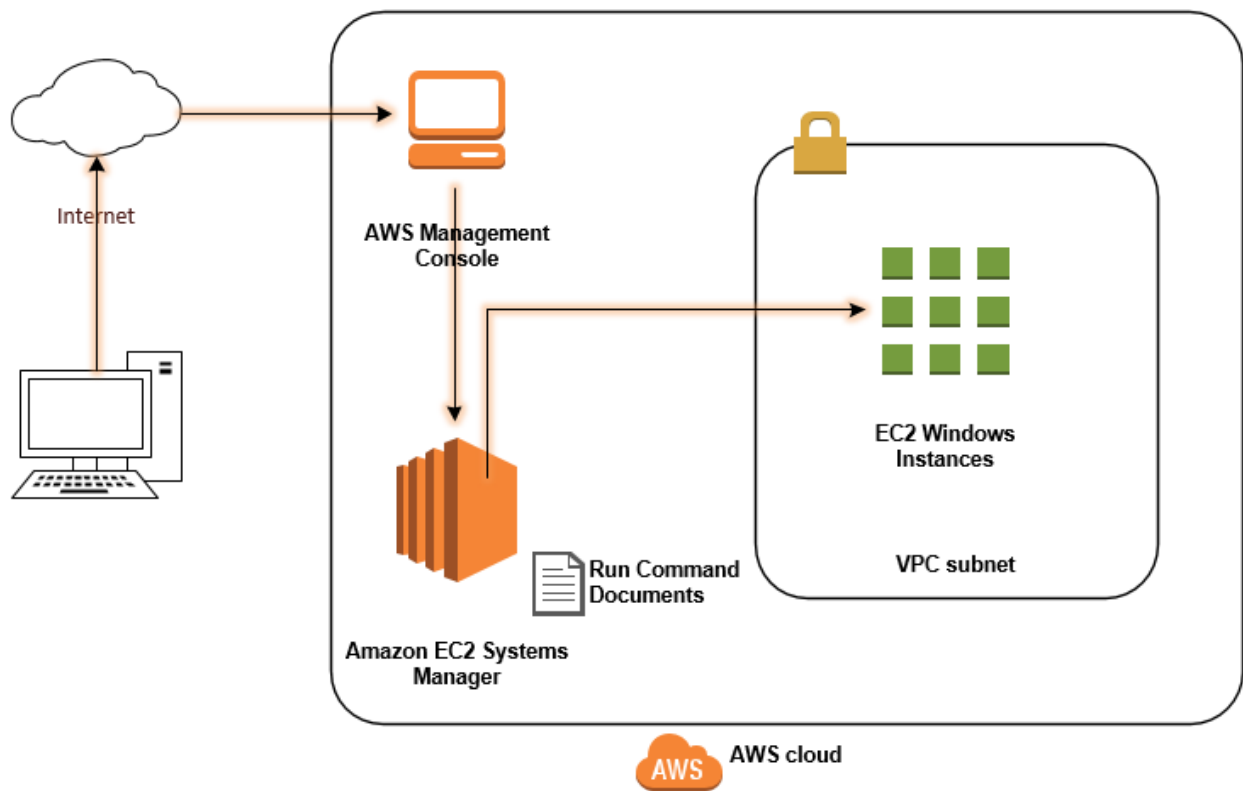 Internet
AWS Management
Console
EC2 Windows
Instances
VPC subnet
Run Command
Documents
Amazon EC2 Systems
Manager
AWS
AWS cloud